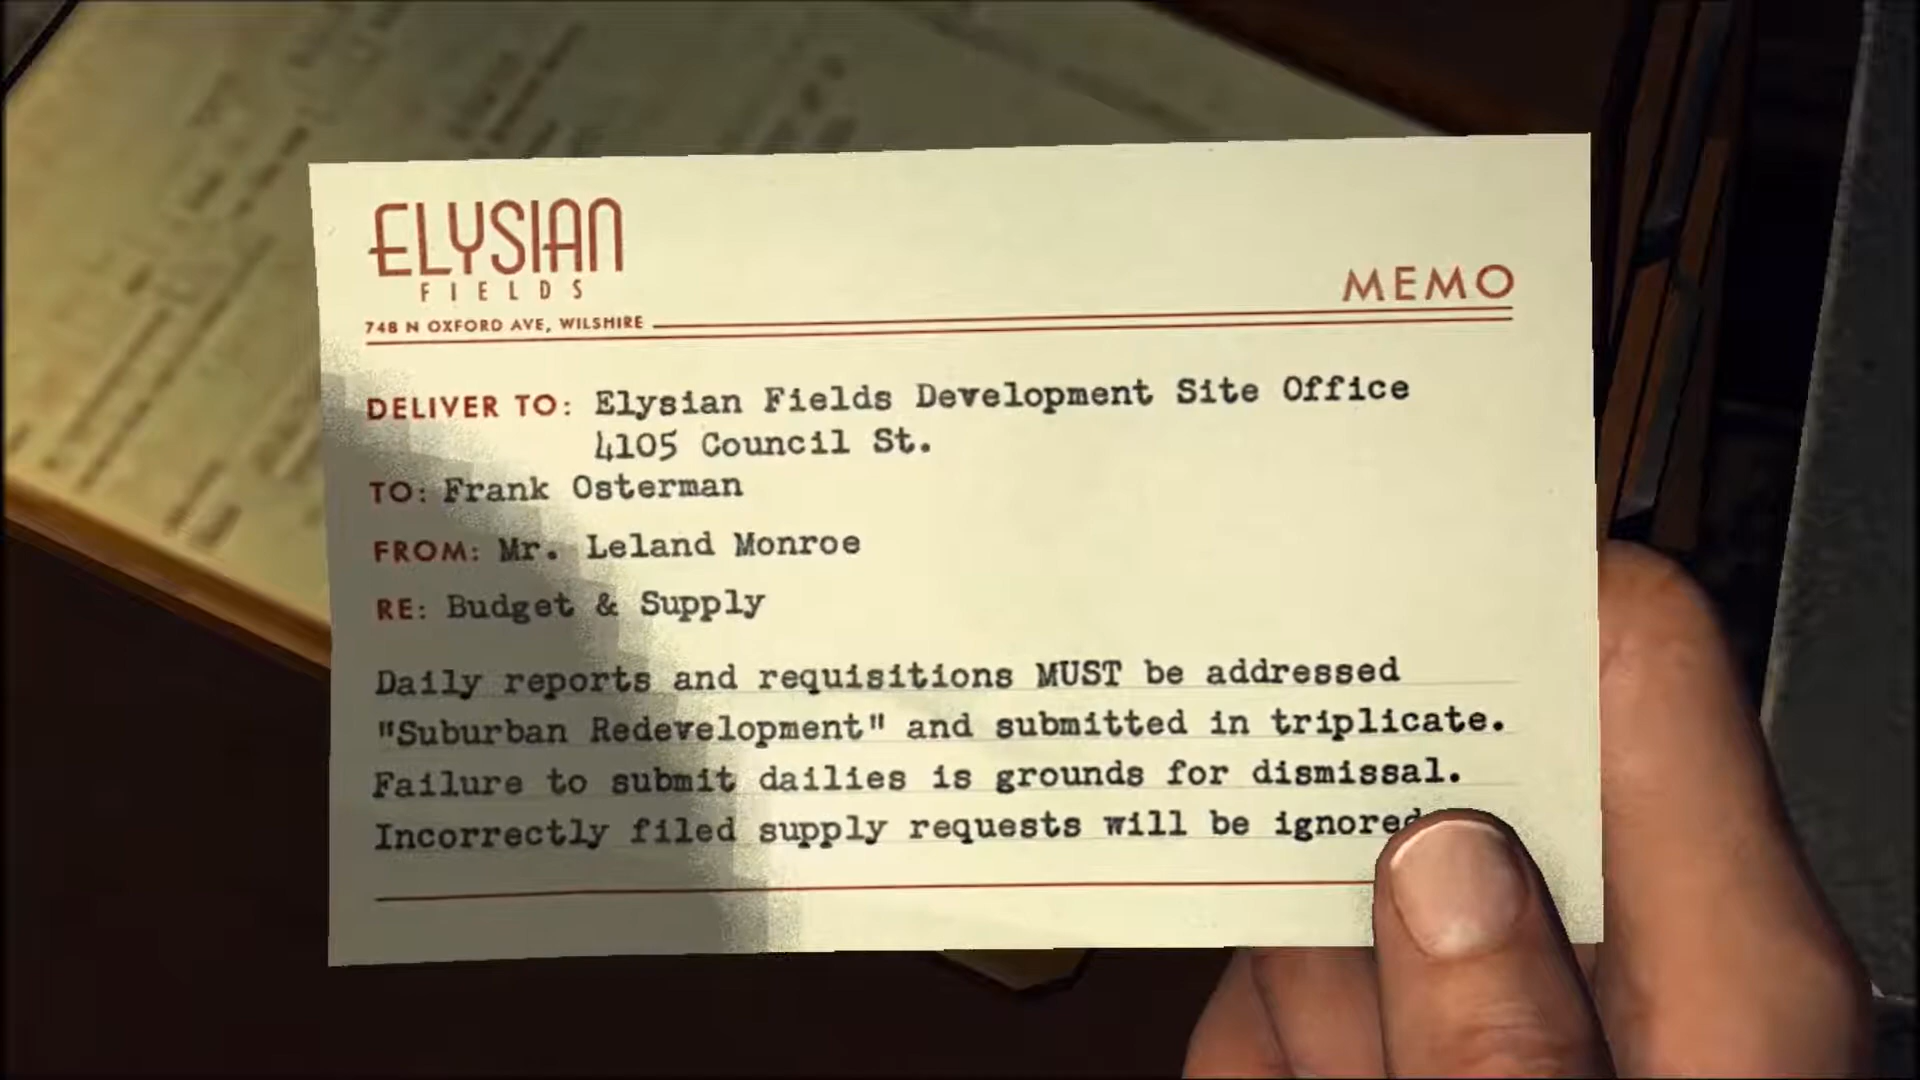 ELYSIAN
FIELDS
748 N OXFORD AVE, WILSHIRE
MEMO
DELIVER TO: Elysian Fields Development Site Office
4105 Council St.
TO: Frank Osterman
FROM: Mr. Leland Monroe
RE: Budget & Supply
Daily reports and requisitions MUST be addressed
"Suburban Redevelopment" and submitted in triplicate.
Failure to submit dailies is grounds for dismissal.
Incorrectly filed supply requests will be ignored